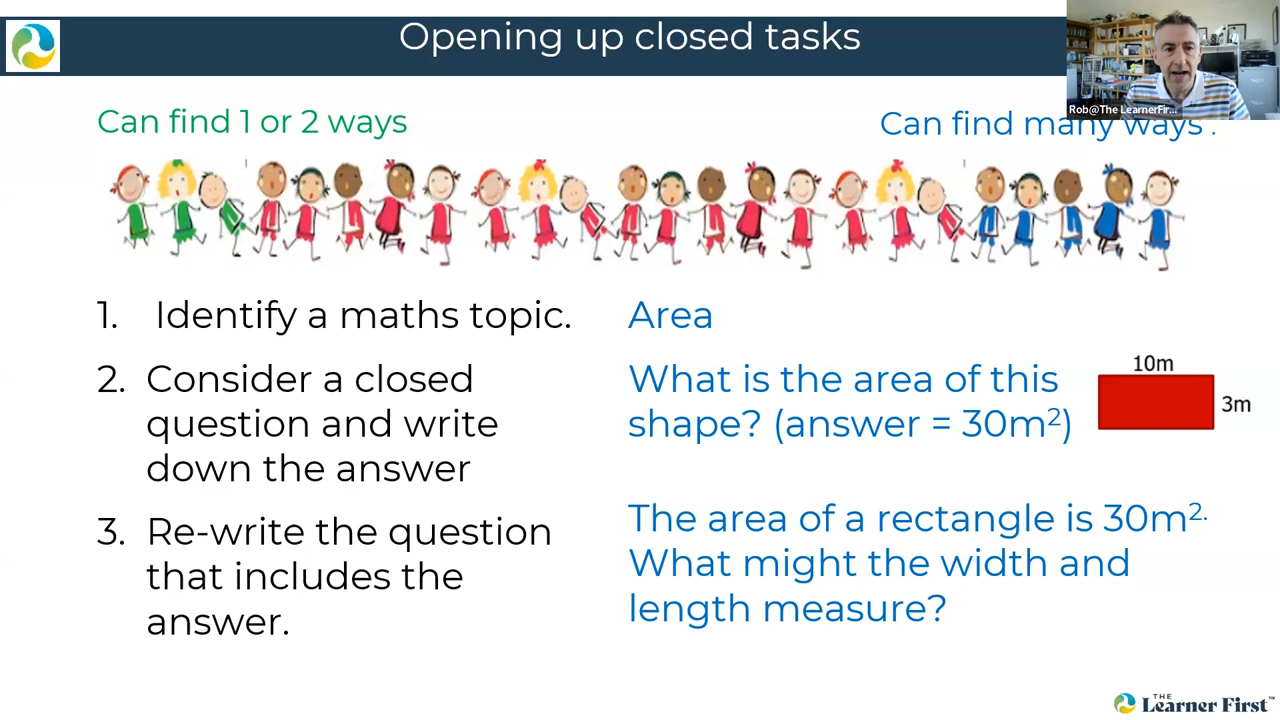 Opening up closed tasks
Rob@The LearnerFir...
Can find 1 or 2 ways
Can find many ways .
1. Identify a maths topic.
Area
2. Consider a closed
question and write
down the answer
What is the area of this
shape? (answer = 30m²)
10m
3m
3. Re-write the question
that includes the
answer.
The area of a rectangle is 30m².
What might the width and
length measure?
THE
Learner First™